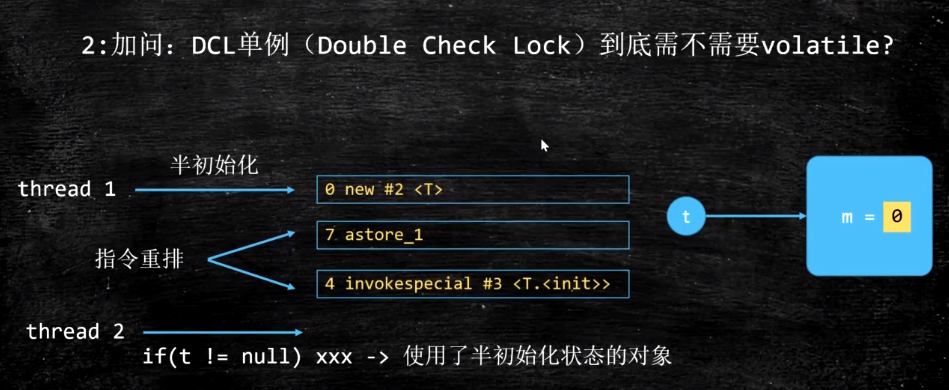 2:加问：DCL单例（Double Check Lock）到底需不需要volatile?
半初始化
thread 1
0 new #2 <T>
t
m = 0
7 astore_1
指令重排
4 invokespecial #3 <T.<init>>
thread 2
if(t != null) xxx -> 使用了半初始化状态的对象